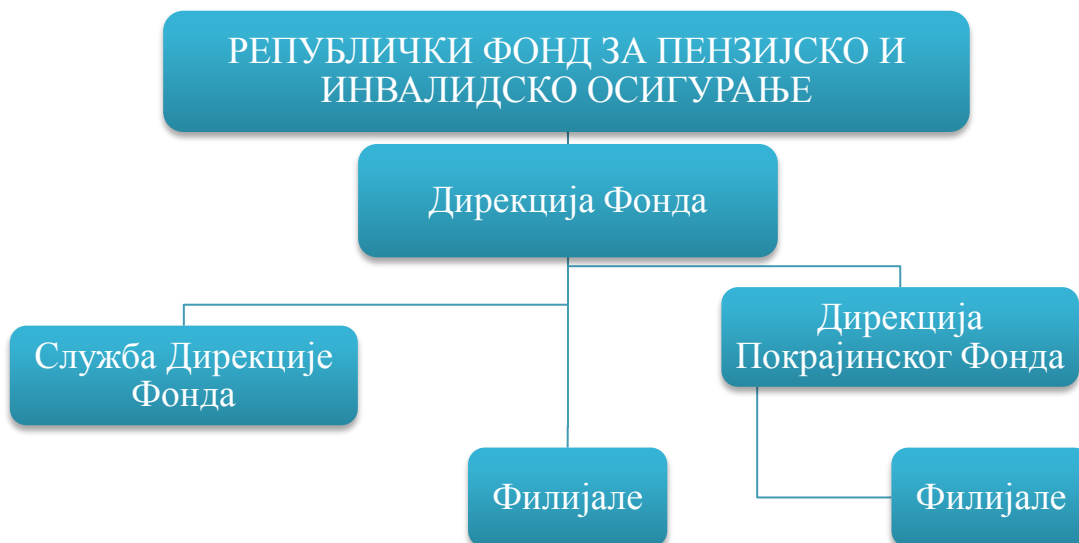 РЕПУБЛИЧКИ ФОНД ЗА ПЕНЗИЈСКО И
ИНВАЛИДСКО ОСИГУРАЊЕ
Дирекција Фонда
Служба Дирекције
Фонда
Дирекција
Покрајинског Фонда
Филијале
Филијале